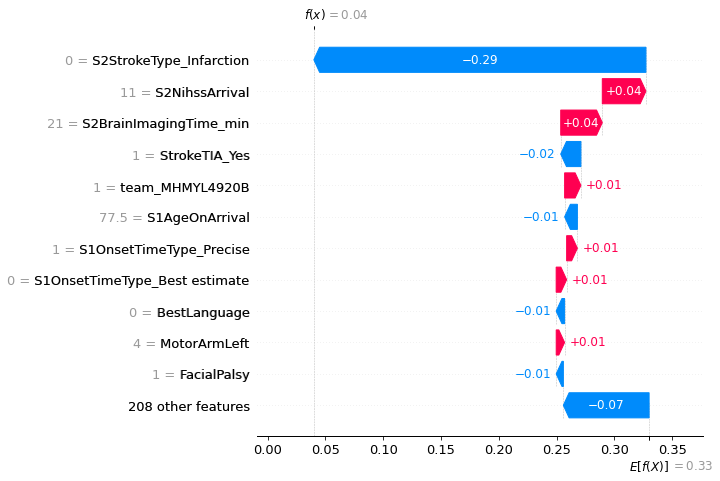 f(x) = 0.04
0 = S2StrokeType_Infarction
−0.29
11 = S2NihssArrival
+0.04
21 = S2BrainImagingTime_min
+0.04
1 = StrokeTIA_Yes
−0.02
1 = team_MHMYL4920B
+0.01
77.5 = S1AgeOnArrival
−0.01
1 = S1OnsetTimeType_Precise
+0.01
0 = S1OnsetTimeType_Best estimate
+0.01
0 = BestLanguage
−0.01
4 = MotorArmLeft
+0.01
1 = FacialPalsy
−0.01
208 other features
−0.07
0.00 0.05 0.10 0.15 0.20 0.25 0.30 0.35
E[f(X)] = 0.33